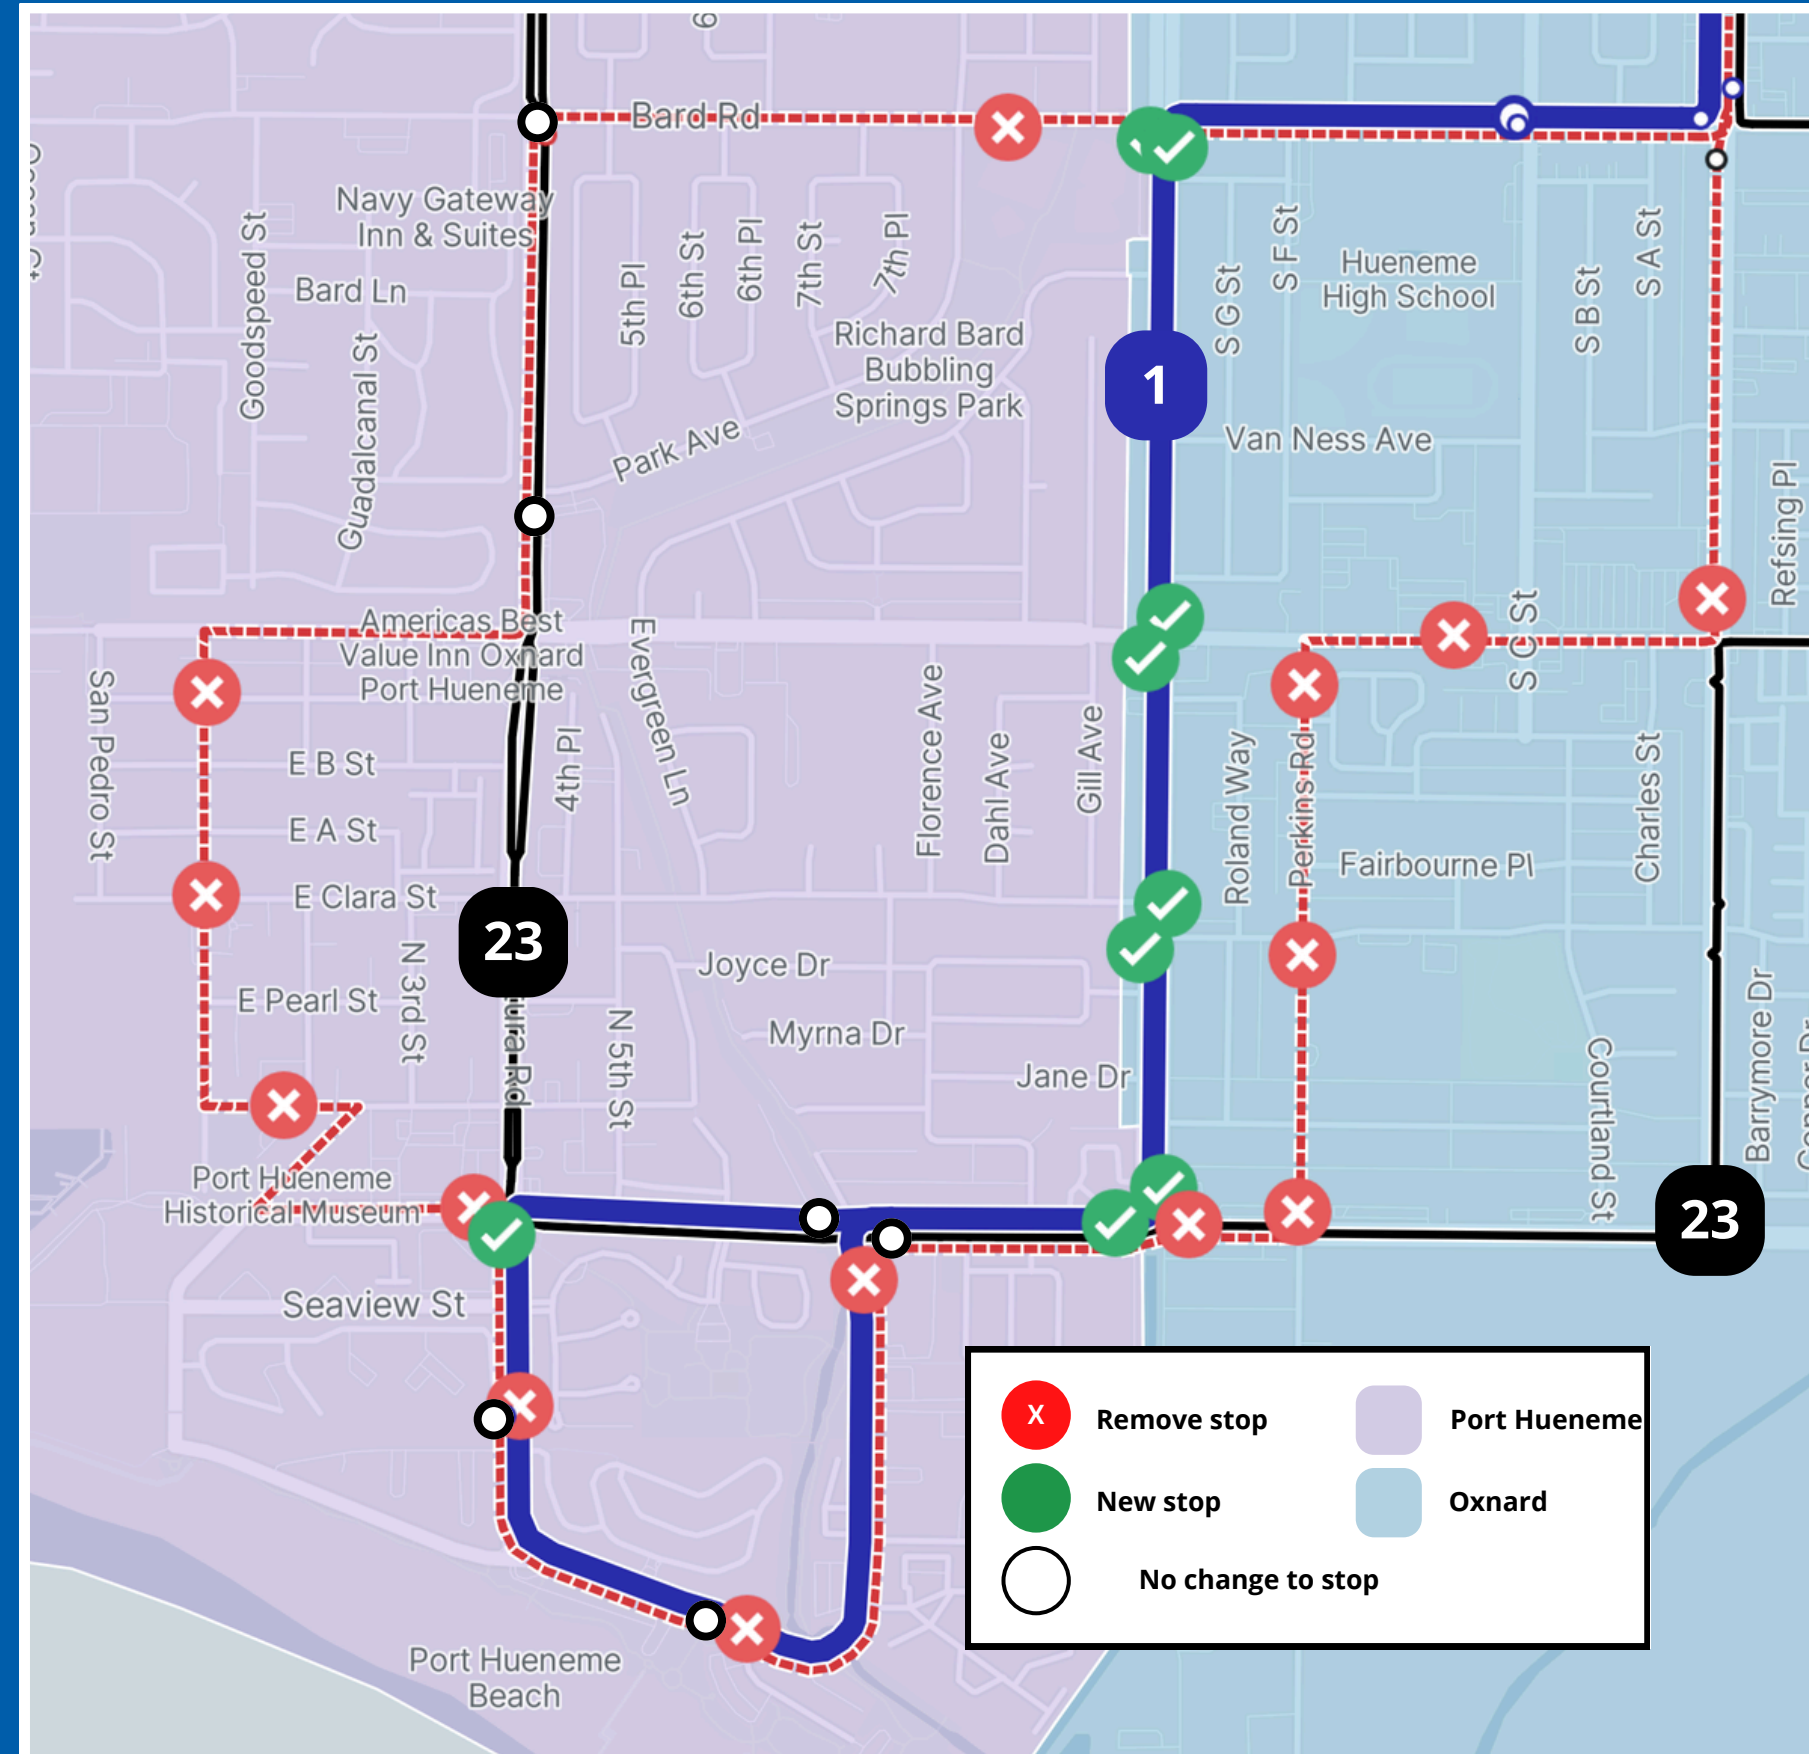 Bard Rd
Navy Gateway
Inn & Suites
Goodspeed St
Bard Ln
Guadalcanal St
5th Pl
6th St
6th Pl
7th St
7th Pl
S G St
S F St
Hueneme
High School
S B St
S A St
Richard Bard
Bubbling
Springs Park
1
Park Ave
Van Ness Ave
Refsing Pl
Americas Best
Value Inn Oxnard
Port Hueneme
San Pedro St
E B St
E A St
E Clara St
4th Pl
Evergreen Ln
Florence Ave
Dahl Ave
Gill Ave
Roland Way
Perkins Rd
S C St
Charles St
Fairbourne Pl
23
N 3rd St
E Pearl St
N 5th St
Joyce Dr
Myrna Dr
Jane Dr
Courtland St
Barrymore Dr
Port Hueneme
Historical Museum
23
Seaview St
Port Hueneme
Beach
X Remove stop
Port Hueneme
New stop
Oxnard
No change to stop